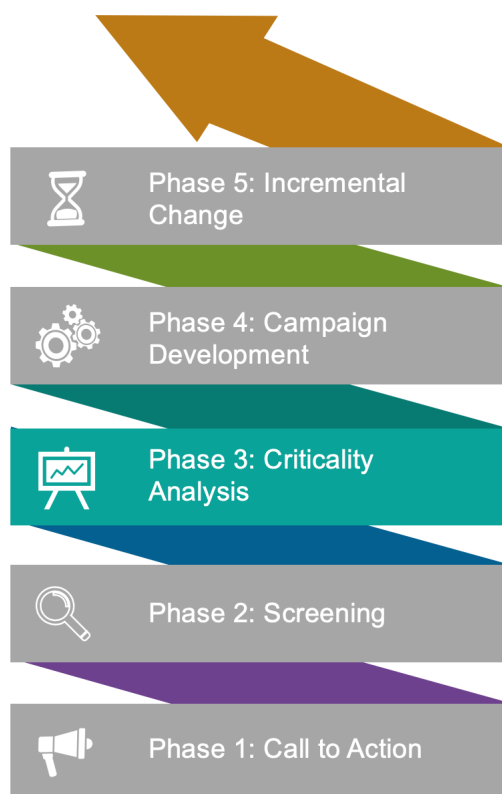 Phase 5: Incremental
Change
Phase 4: Campaign
Development
Phase 3: Criticality
Analysis
Phase 2: Screening
Phase 1: Call to Action